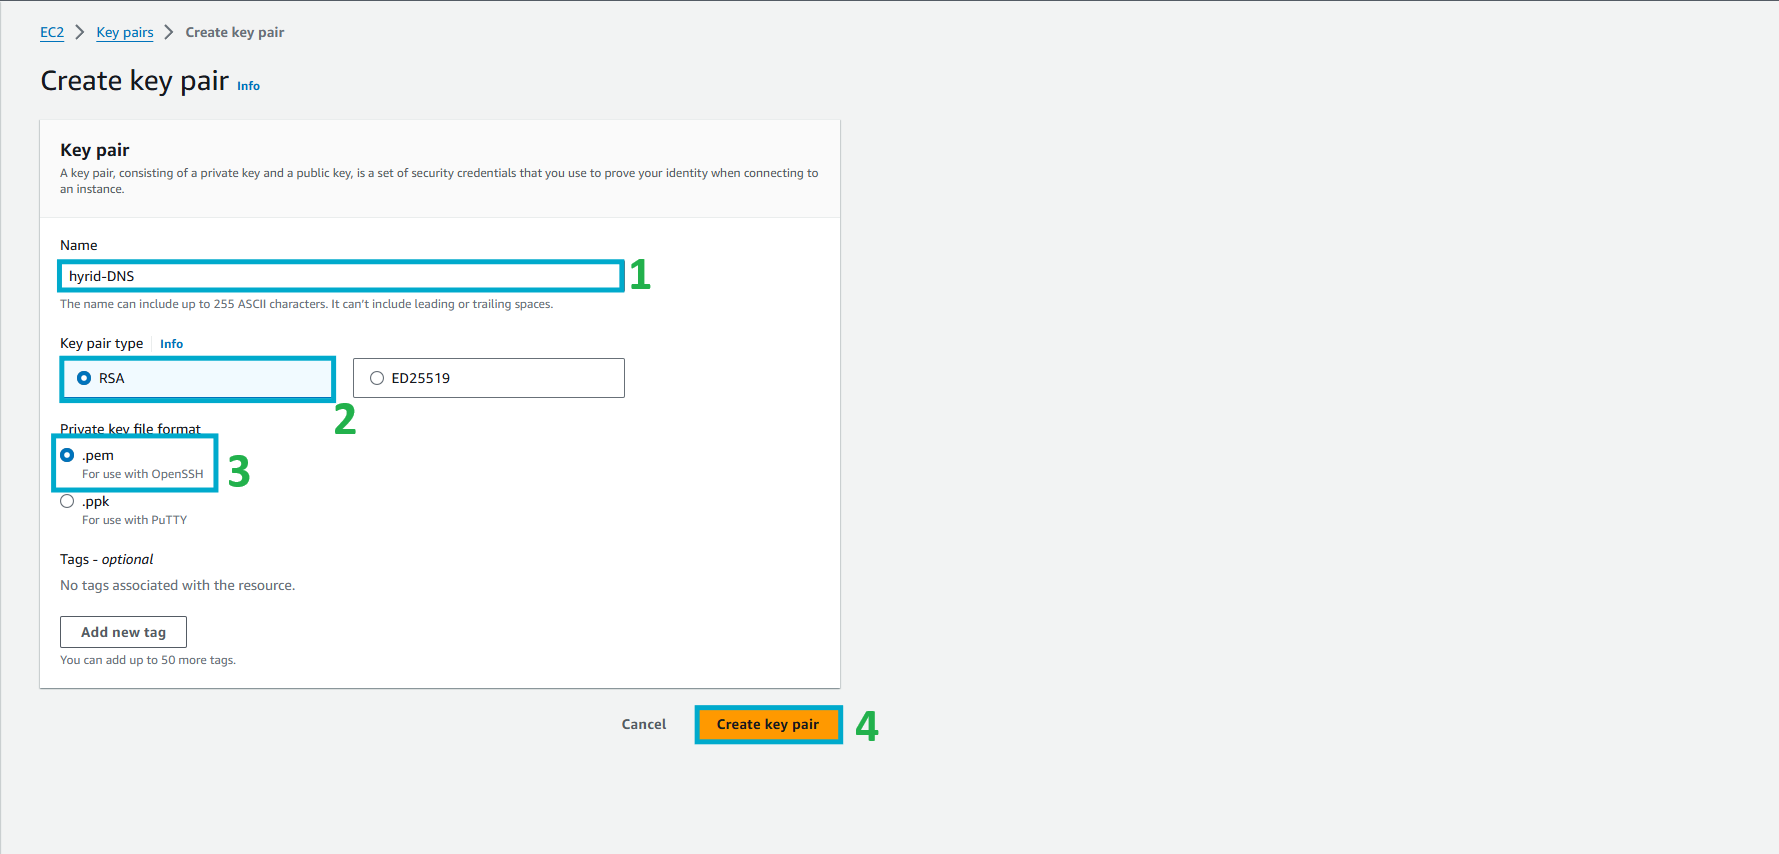 EC2 > Key pairs > Create key pair
Create key pair Info
Key pair
A key pair, consisting of a private key and a public key, is a set of security credentials that you use to prove your identity when connecting to
an instance.
Name
hyrid-DNS 1
The name can include up to 255 ASCII characters. It can't include leading or trailing spaces.
Key pair type Info
RSA ED25519
2
Private key file format
.pem
For use with OpenSSH 3
.ppk
For use with PuTTY
Tags - optional
No tags associated with the resource.
Add new tag
You can add up to 50 more tags.
Cancel Create key pair 4